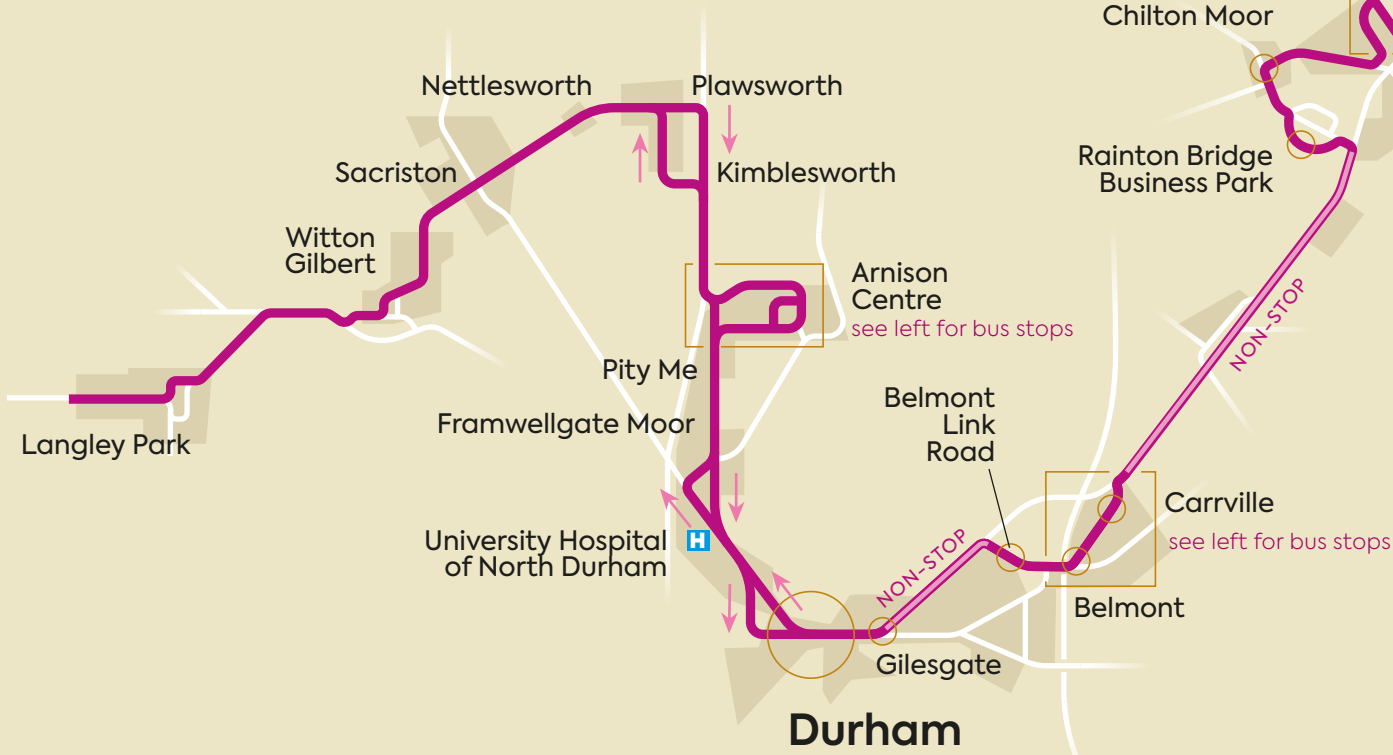 Chilton Moor
Nettlesworth
Plawsworth
Sacriston
Kimblesworth
Rainton Bridge
Business Park
Witton
Gilbert
Arnison
Centre
see left for bus stops
NON-STOP
Pity Me
Belmont
Link
Road
Framwellgate Moor
Langley Park
Carrville
see left for bus stops
University Hospital
of North Durham
H
NON-STOP
Belmont
Gilesgate
Durham